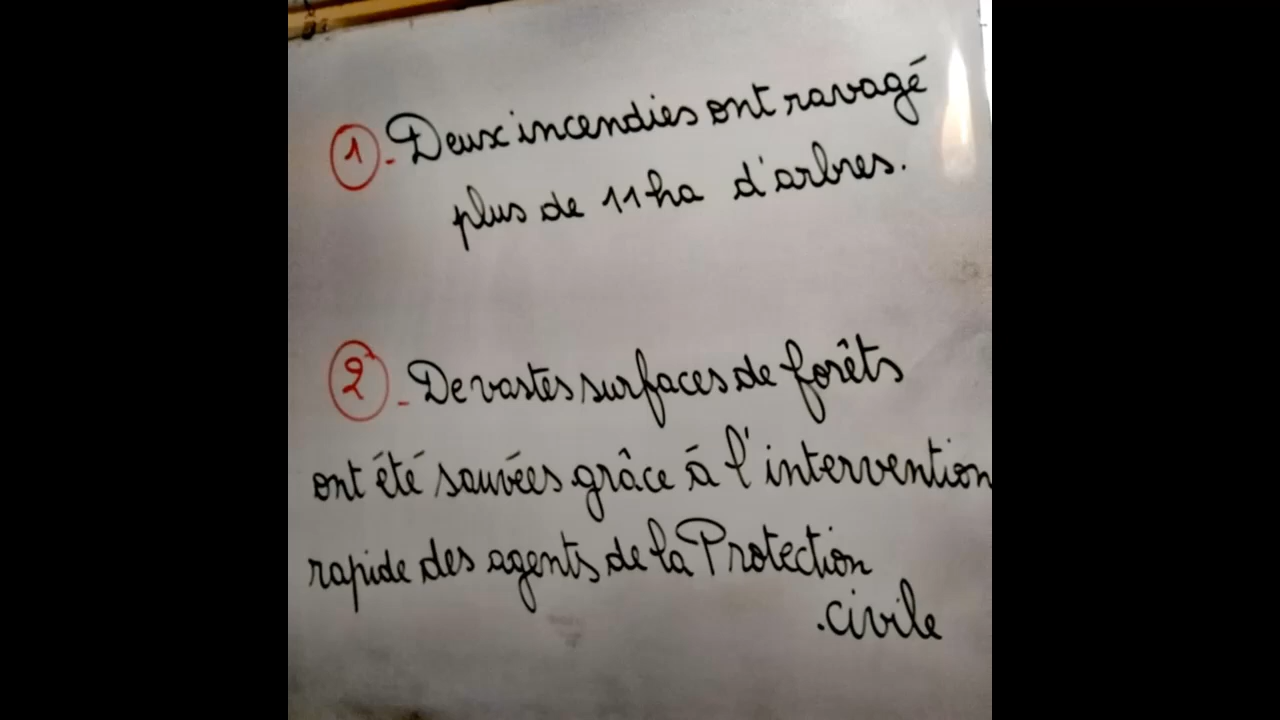 1 - Deux incendies ont ravagé
plus de 11 ha d'arbres.
2 - De vastes surfaces de forêts
ont été sauvées grâce à l'intervention
rapide des agents de la Protection
.civile